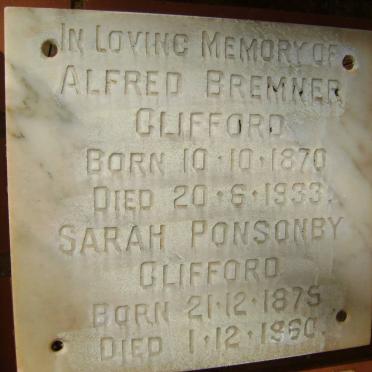 IN LOVING MEMORY OF
ALFRED BREMNER
CLIFFORD
BORN 10·10·1870
DIED 20·6·1933.
SARAH PONSONBY
CLIFFORD
BORN 21·12·1875
DIED 1·12·1960.